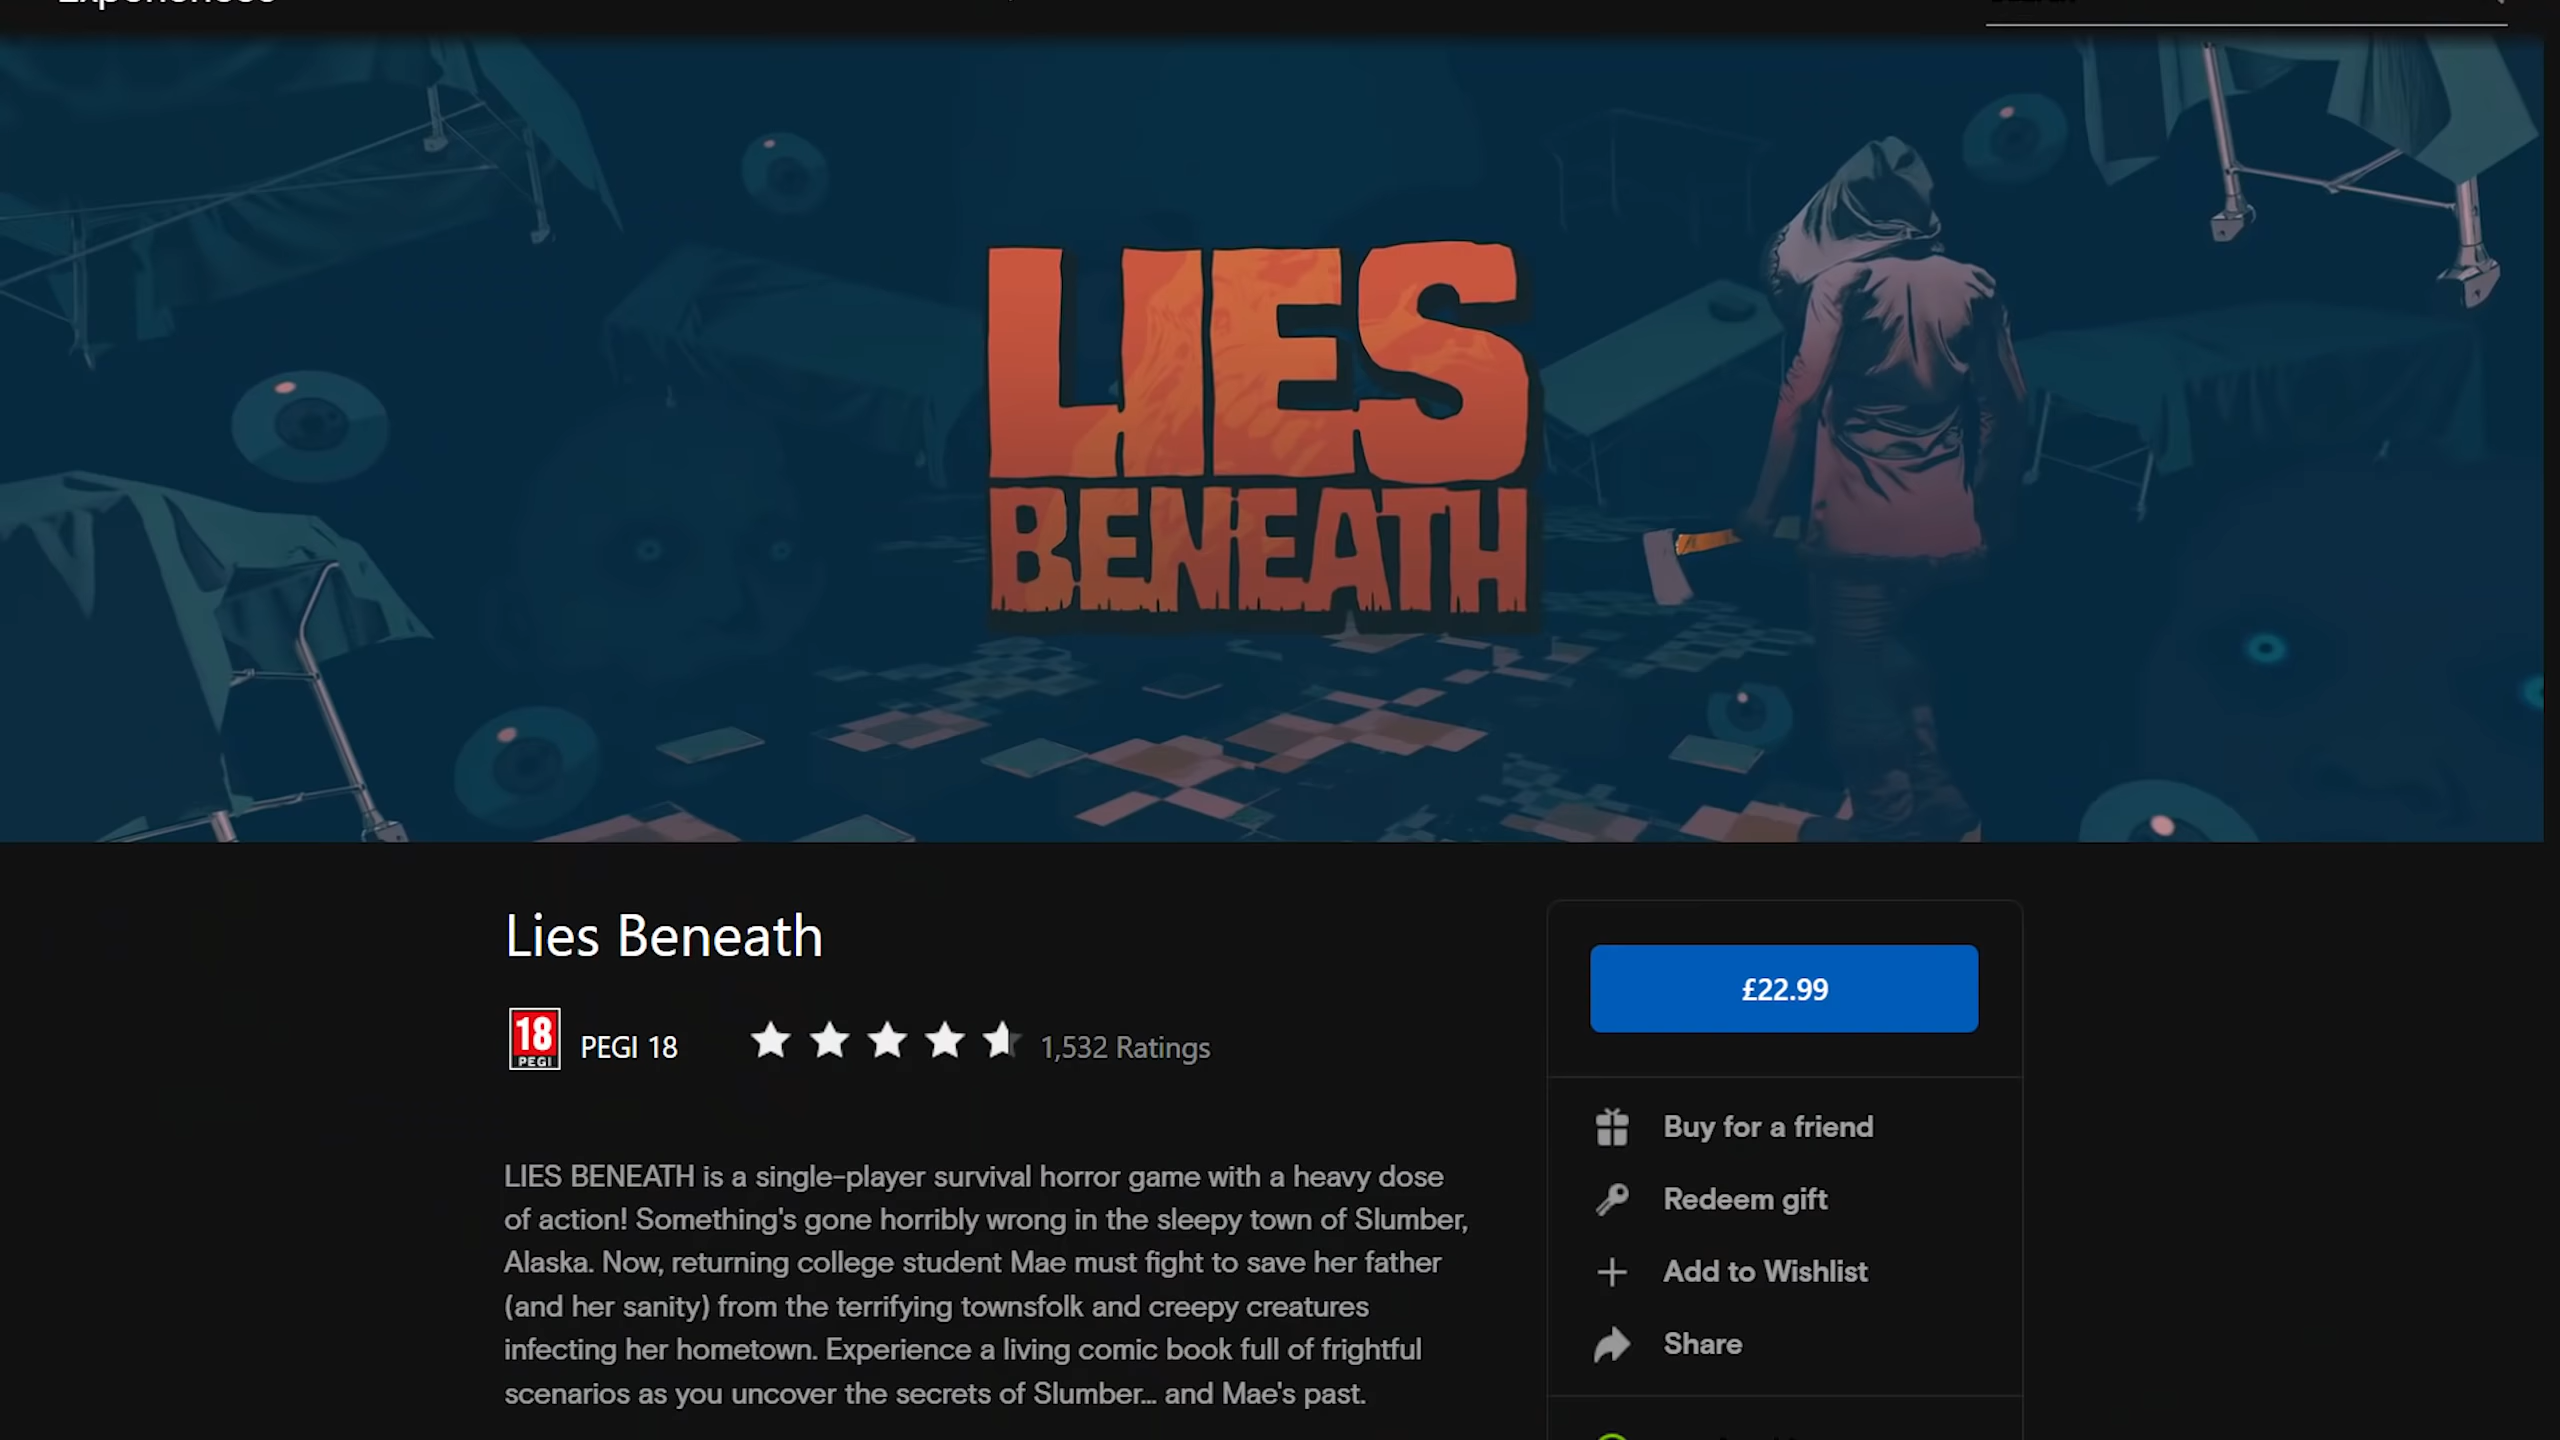 LIES
BENEATH
Lies Beneath
18
PEGI
PEGI 18
1,532 Ratings
£22.99
Buy for a friend
Redeem gift
Add to Wishlist
Share
LIES BENEATH is a single-player survival horror game with a heavy dose
of action! Something's gone horribly wrong in the sleepy town of Slumber,
Alaska. Now, returning college student Mae must fight to save her father
(and her sanity) from the terrifying townsfolk and creepy creatures
infecting her hometown. Experience a living comic book full of frightful
scenarios as you uncover the secrets of Slumber... and Mae's past.